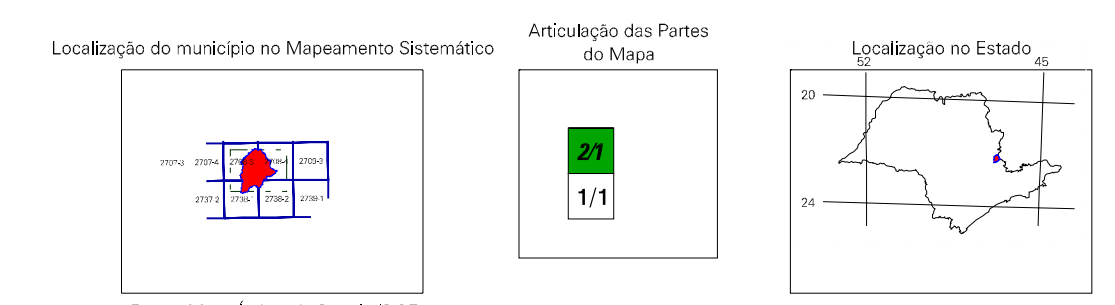 Localização do município no Mapeamento Sistemático
2707-3 2707-4 2709-3
2737-2 2738-2 2739-1
Articulação das Partes
do Mapa
2/1
1/1
Localização no Estado
52 45
20
24